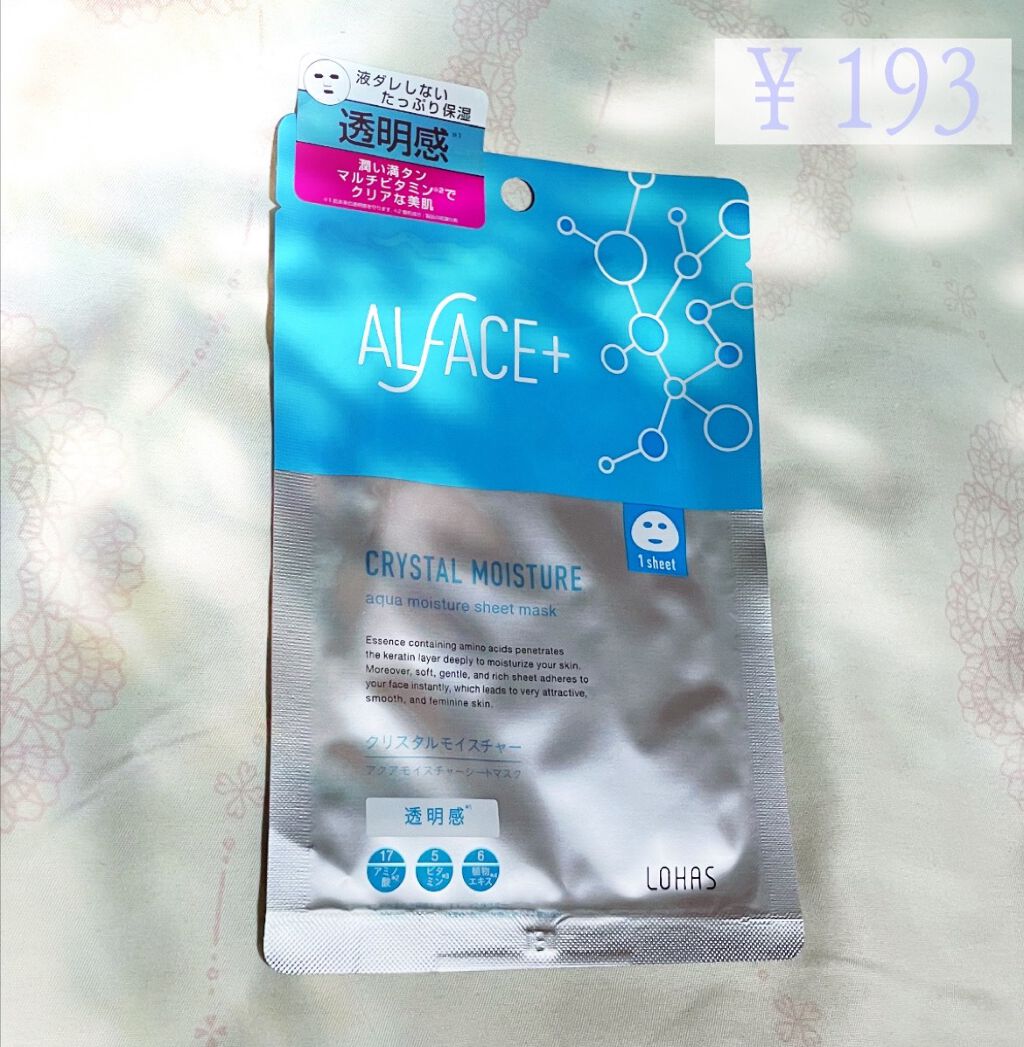 ¥193
液ダレしない
たっぷり保湿
透明感※1
潤い満タン
マルチビタミン※2で
クリアな美肌
ALFACE+
1 sheet
CRYSTAL MOISTURE
aqua moisture sheet mask
Essence containing amino acids penetrates
the keratin layer deeply to moisturize your skin.
Moreover, soft, gentle, and rich sheet adheres to
your face instantly, which leads to very attractive,
smooth, and feminine skin.
クリスタルモイスチャー
アクアモイスチャーシートマスク
透明感※1
17 アミノ酸※2
5 ビタミン※3
6 植物エキス※4
LOHAS